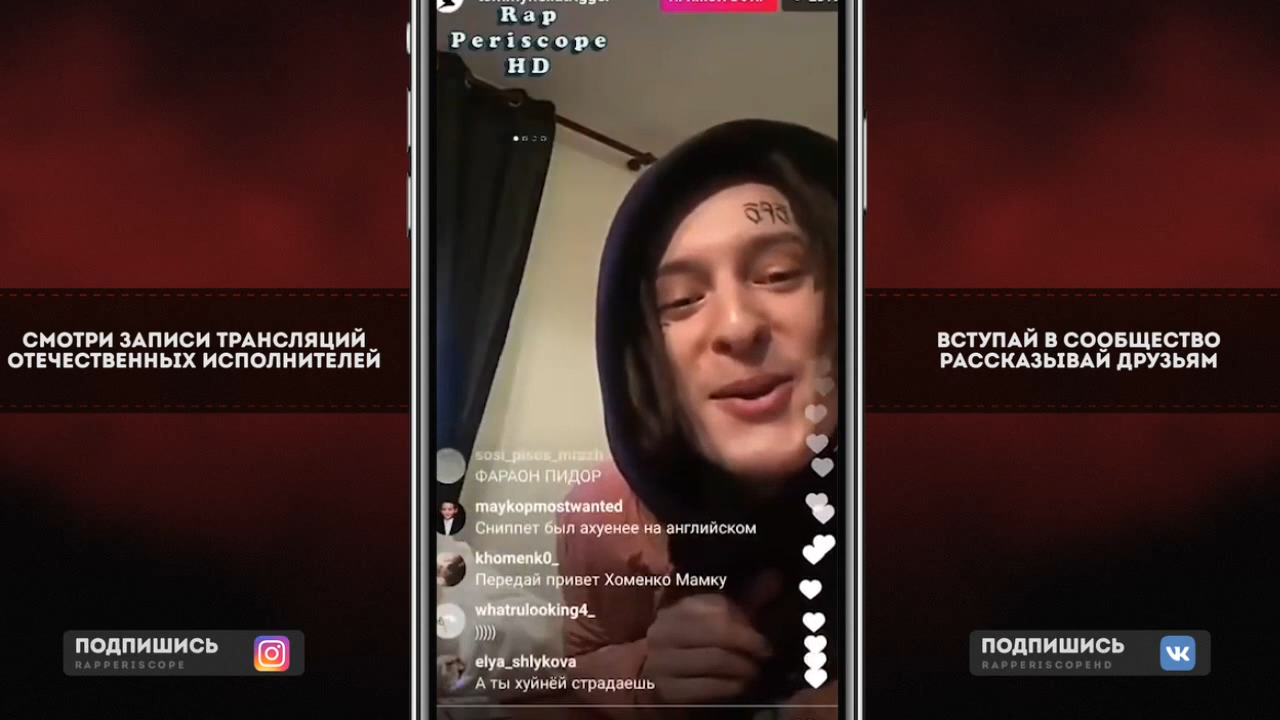 Rap
Periscope
HD
СМОТРИ ЗАПИСИ ТРАНСЛЯЦИЙ
ОТЕЧЕСТВЕННЫХ ИСПОЛНИТЕЛЕЙ
ВСТУПАЙ В СООБЩЕСТВО
РАССКАЗЫВАЙ ДРУЗЬЯМ
ФАРАОН ПИДОР
maykopmostwanted
Сниппет был ахуенее на английском
khomenk0_
Передай привет Хоменко Мамку
whatrulooking4_
)))))
elya_shlykova
А ты хуйнёй страдаешь
ПОДПИШИСЬ
RAPPERISCOPE
ПОДПИШИСЬ
RAPPERISCOPEHD